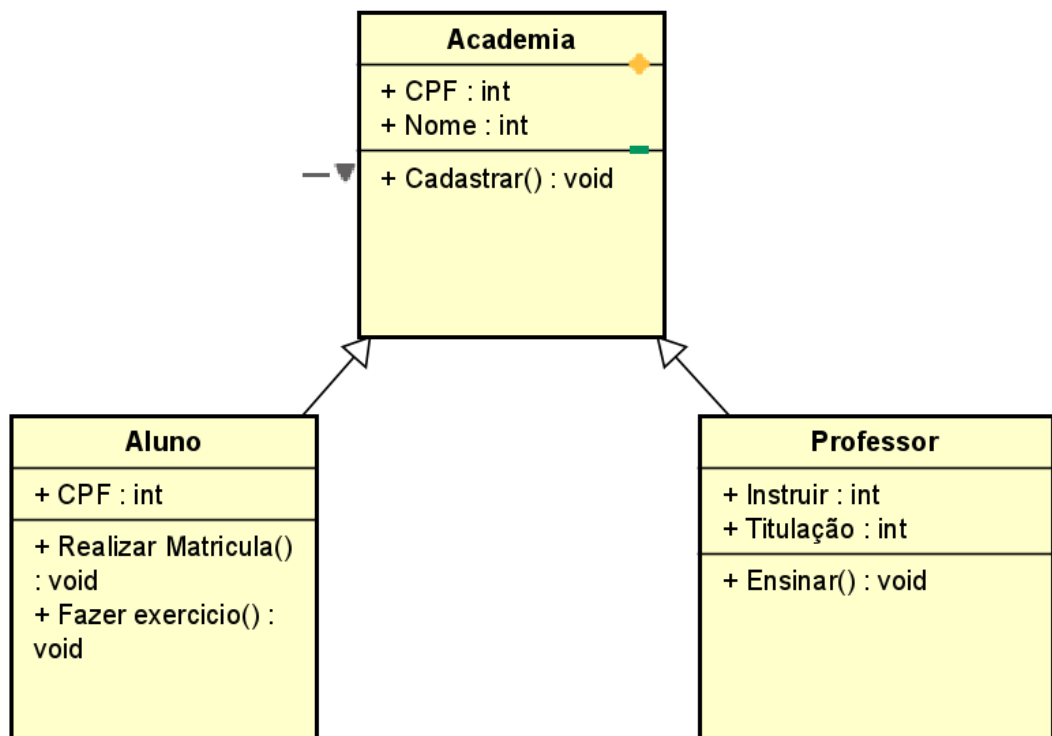 Academia
+ CPF : int
+ Nome : int
+ Cadastrar() : void
Aluno
+ CPF : int
+ Realizar Matricula()
: void
+ Fazer exercicio() :
void
Professor
+ Instruir : int
+ Titulação : int
+ Ensinar() : void